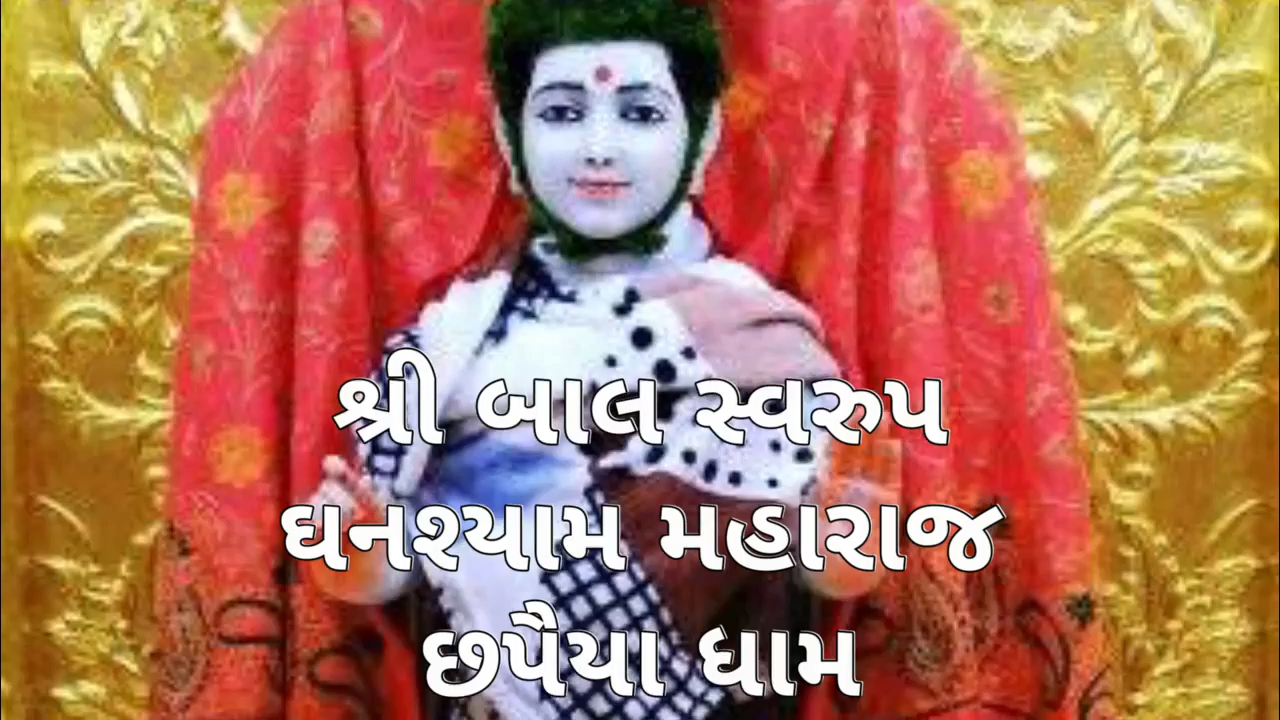 શ્રી બાલ સ્વરુપ
ઘનશ્યામ મહારાજ
છપૈયા ધામ